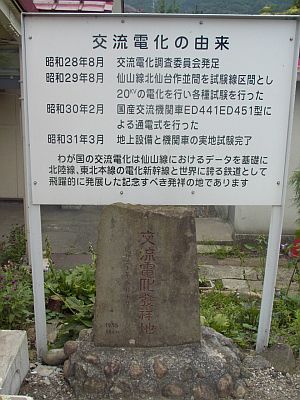 交流電化の由来
昭和28年8月 交流電化調査委員会発足
昭和29年8月 仙山線北仙台作並間を試験線区間とし
20KVの電化を行い各種試験を行った
昭和30年2月 国産交流機関車ED441ED451型に
よる通電式を行った
昭和31年3月 地上設備と機関車の実地試験完了
わが国の交流電化は仙山線におけるデータを基礎に
北陸線、東北本線の電化新幹線と世界に誇る鉄道として
飛躍的に発展した記念すべき発祥の地であります
交流電化發祥地